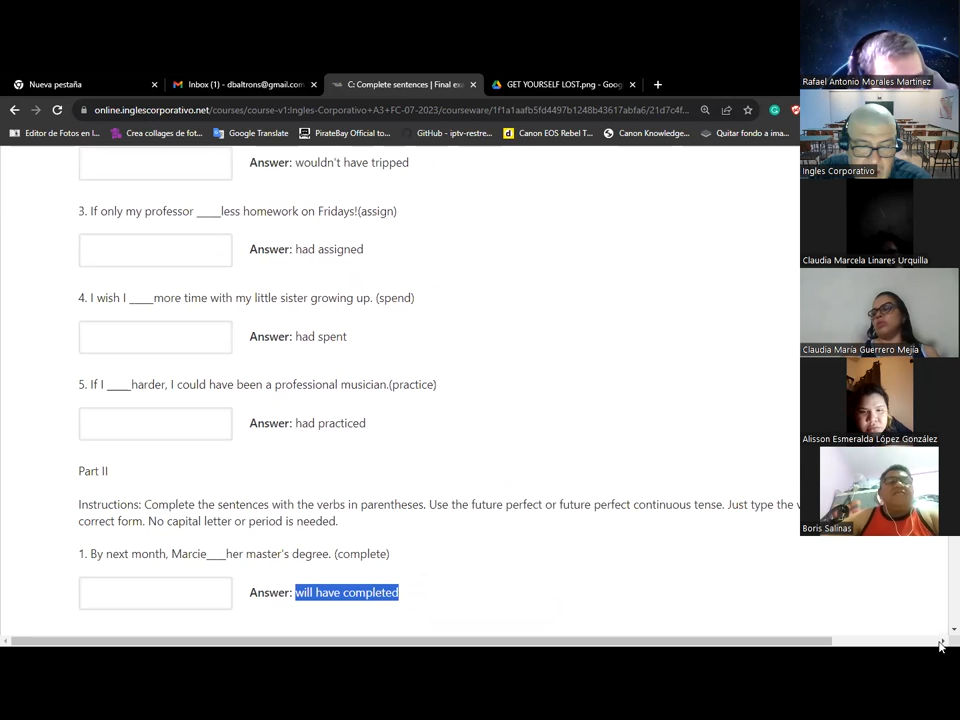 Nueva pestaña
Inbox (1) - dbaltrons@gmail.com
C: Complete sentences | Final ex
GET YOURSELF LOST.png - Goog
online.inglescorporativo.net/courses/course-v1:Ingles-Corporativo+A3+FC-07-2023/courseware/1f1a1aafb5fd4497b1248b43617abfa6/21d7c4f...
Editor de Fotos en l...
Crea collages de fot...
Google Translate
PirateBay Official to...
GitHub - iptv-restre...
Canon EOS Rebel T...
Canon Knowledge...
Quitar fondo a ima...
Answer: wouldn't have tripped
3. If only my professor ____less homework on Fridays!(assign)
Answer: had assigned
4. I wish I ____more time with my little sister growing up. (spend)
Answer: had spent
5. If I ____harder, I could have been a professional musician.(practice)
Answer: had practiced
Part II
Instructions: Complete the sentences with the verbs in parentheses. Use the future perfect or future perfect continuous tense. Just type the
correct form. No capital letter or period is needed.
1. By next month, Marcie___her master's degree. (complete)
Answer: will have completed
Rafael Antonio Morales Martinez
Ingles Corporativo
Claudia Marcela Linares Urquilla
Claudia María Guerrero Mejía
Alisson Esmeralda López González
Boris Salinas